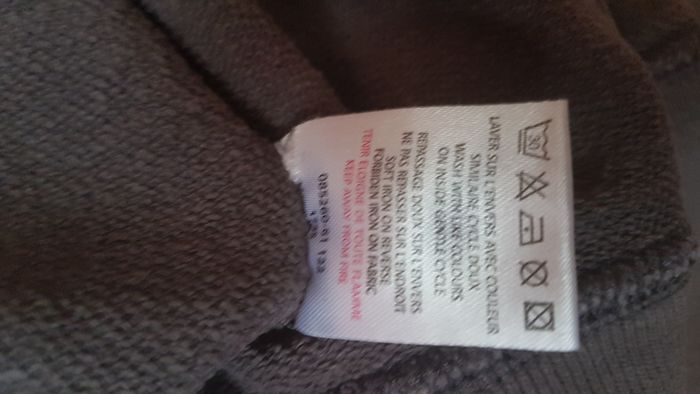 30
LAVER SUR L'ENVERS AVEC COULEUR
SIMILAIRE CYCLE DOUX
WASH WITH LIKE COLOURS
ON INSIDE GENTLE CYCLE
REPASSAGE DOUX SUR L'ENVERS
NE PAS REPASSER SUR L'ENDROIT
SOFT IRON ON REVERSE
FORBIDEN IRON ON FABRIC
TENIR ELOIGNE DE TOUTE FLAMME
KEEP AWAY FROM FIRE